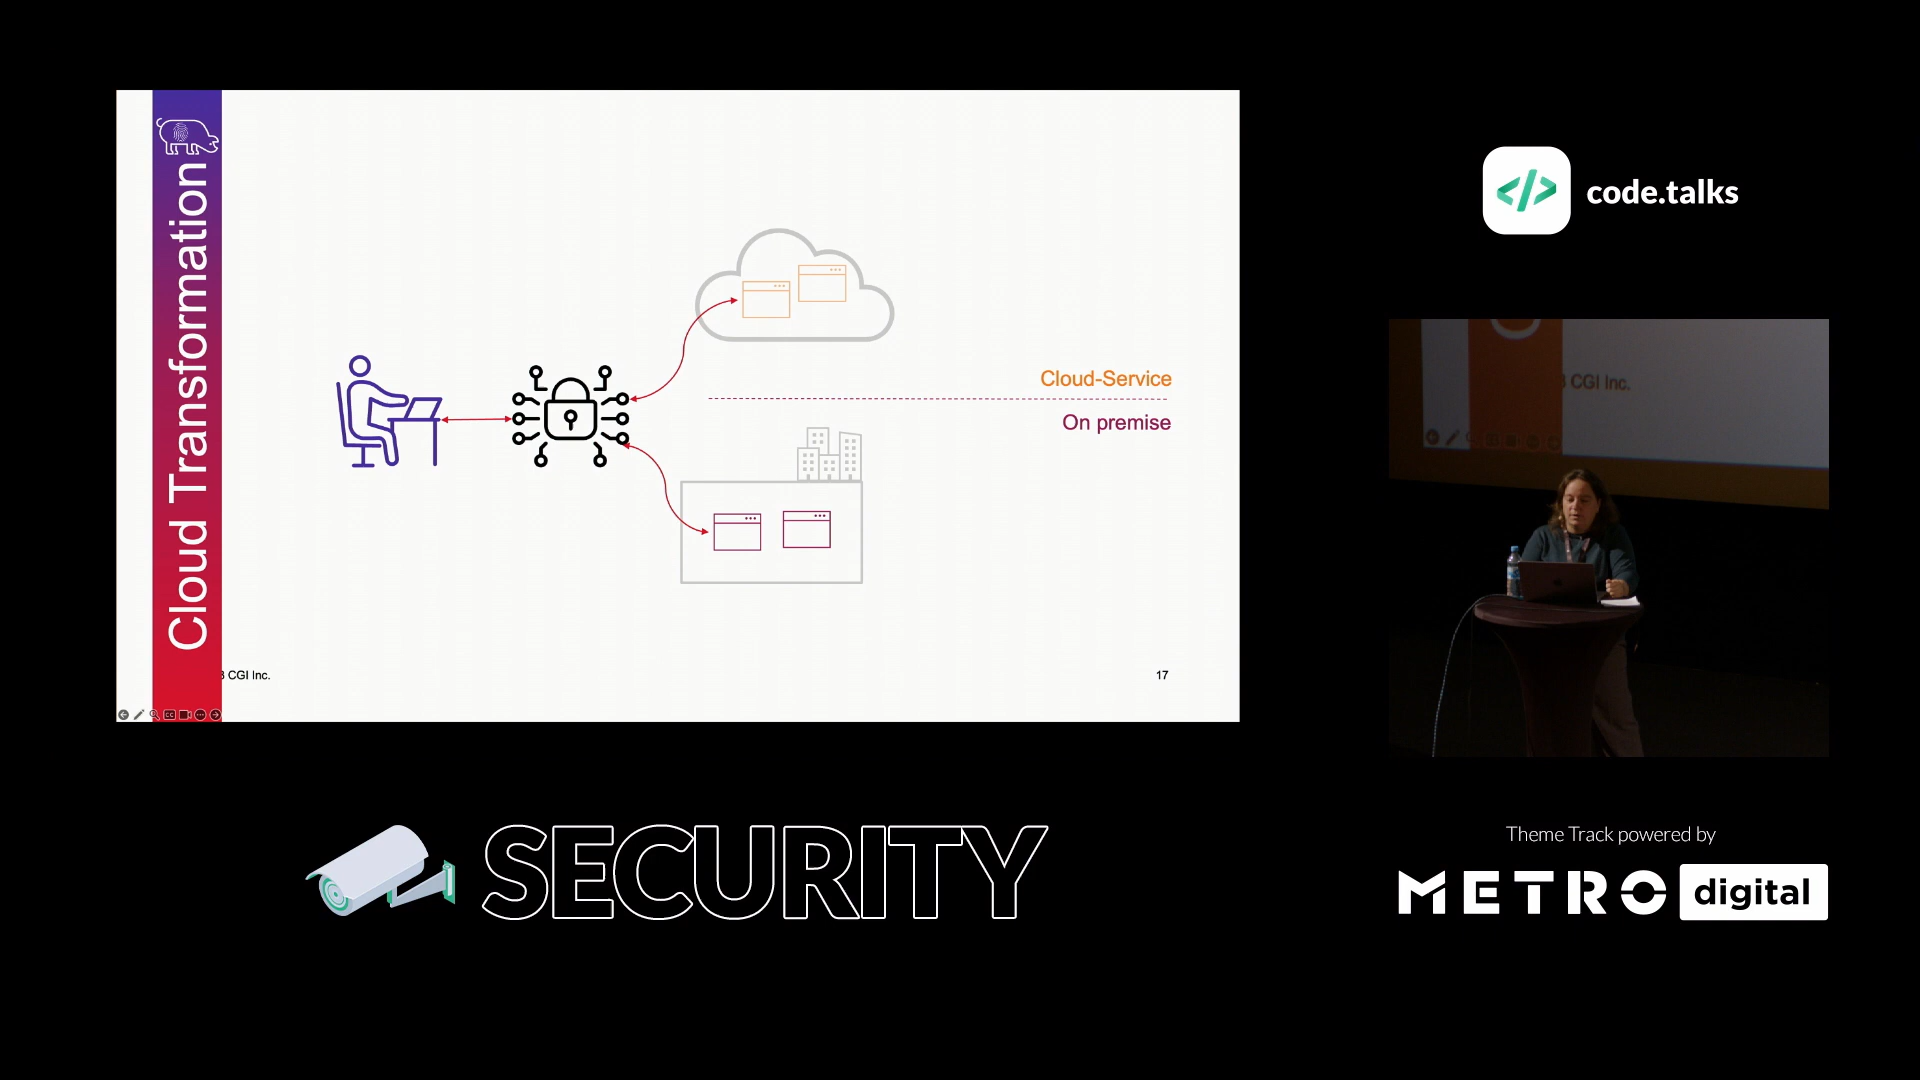 Cloud Transformation
Cloud-Service
On premise
CGI Inc.
17
code.talks
CGI Inc.
SECURITY
Theme Track powered by
METRO digital